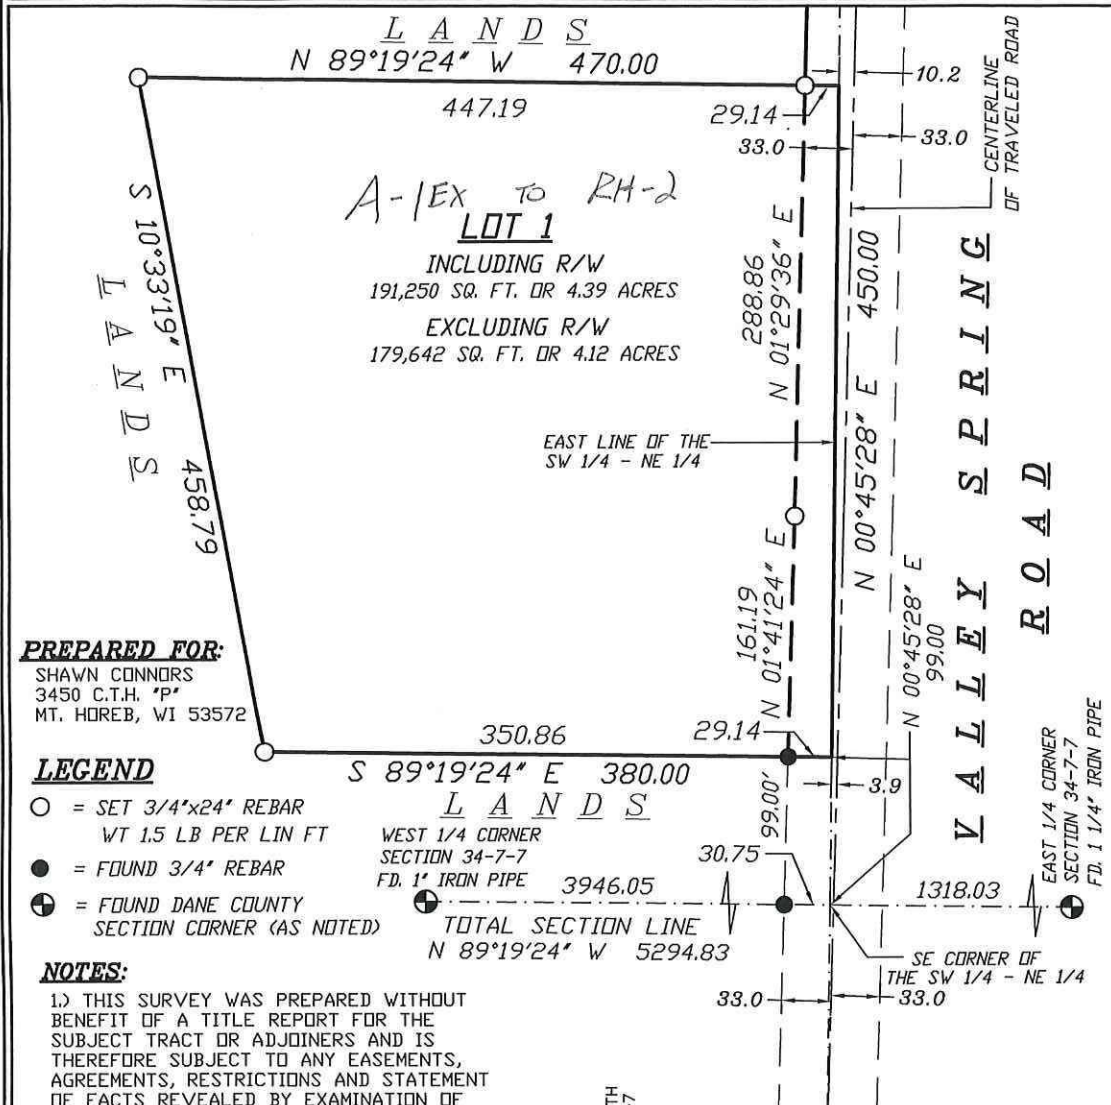 L A N D S
N 89°19'24" W 470.00
447.19
29.14
33.0
10.2
33.0
CENTERLINE
OF TRAVELED ROAD
A-1EX TO RH-2
LOT 1
INCLUDING R/W
191,250 SQ. FT. OR 4.39 ACRES
EXCLUDING R/W
179,642 SQ. FT. OR 4.12 ACRES
S 10°33'19" E 458.79
L A N D S
288.86
N 01°29'36" E
N 00°45'28" E 450.00
EAST LINE OF THE
SW 1/4 - NE 1/4
161.19
N 01°41'24" E
N 00°45'28" E
99.00
VALLEY SPRING
ROAD
PREPARED FOR:
SHAWN CONNORS
3450 C.T.H. "P"
MT. HOREB, WI 53572
350.86
29.14
S 89°19'24" E 380.00
L A N D S
3.9
99.00'
LEGEND
= SET 3/4"x24" REBAR
WT 1.5 LB PER LIN FT
= FOUND 3/4" REBAR
= FOUND DANE COUNTY
SECTION CORNER (AS NOTED)
WEST 1/4 CORNER
SECTION 34-7-7
FD. 1" IRON PIPE
3946.05
30.75
1318.03
EAST 1/4 CORNER
SECTION 34-7-7
FD. 1 1/4" IRON PIPE
TOTAL SECTION LINE
N 89°19'24" W 5294.83
SE CORNER OF
THE SW 1/4 - NE 1/4
33.0
33.0
NOTES:
1.) THIS SURVEY WAS PREPARED WITHOUT
BENEFIT OF A TITLE REPORT FOR THE
SUBJECT TRACT OR ADJOINERS AND IS
THEREFORE SUBJECT TO ANY EASEMENTS,
AGREEMENTS, RESTRICTIONS AND STATEMENT
OF FACTS REVEALED BY EXAMINATION OF